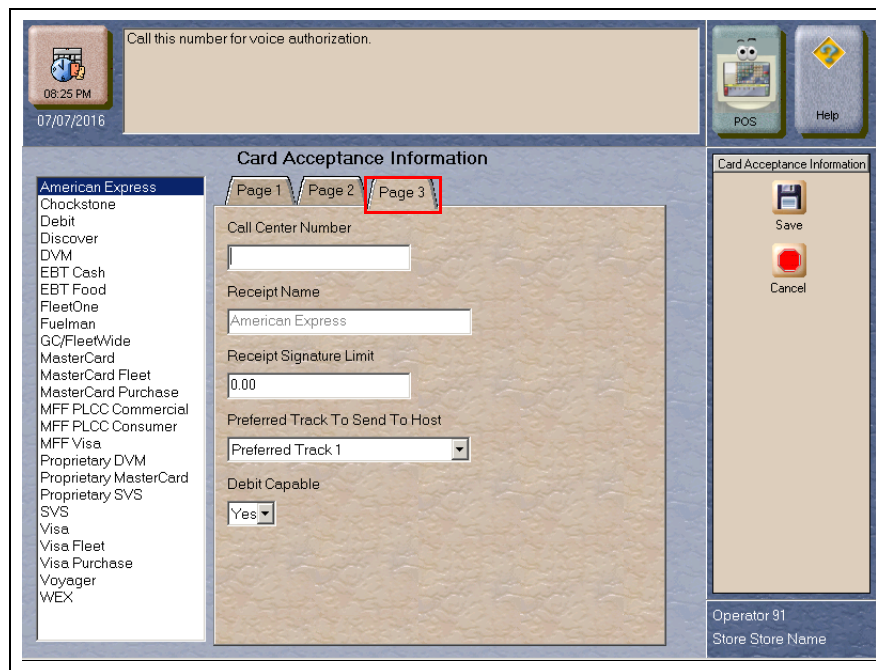 Call this number for voice authorization.
08:25 PM
07/07/2016
POS
Help
Card Acceptance Information
American Express
Chockstone
Debit
Discover
DVM
EBT Cash
EBT Food
FleetOne
Fuelman
GC/FleetWide
MasterCard
MasterCard Fleet
MasterCard Purchase
MFF PLCC Commercial
MFF PLCC Consumer
MFF Visa
Proprietary DVM
Proprietary MasterCard
Proprietary SVS
SVS
Visa
Visa Fleet
Visa Purchase
Voyager
WEX
Page 1 Page 2 Page 3
Call Center Number
Receipt Name
American Express
Receipt Signature Limit
0.00
Preferred Track To Send To Host
Preferred Track 1
Debit Capable
Yes
Card Acceptance Information
Save
Cancel
Operator 91
Store Store Name